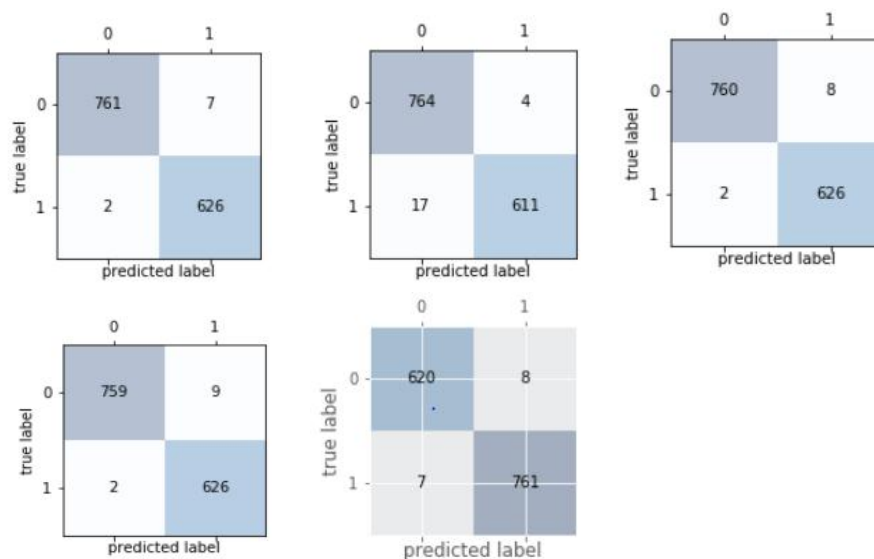 0 1
0 761 7
1 2 626
true label
predicted label
0 1
0 764 4
1 17 611
true label
predicted label
0 1
0 760 8
1 2 626
true label
predicted label
0 1
0 759 9
1 2 626
true label
predicted label
0 1
0 620 8
1 7 761
true label
predicted label